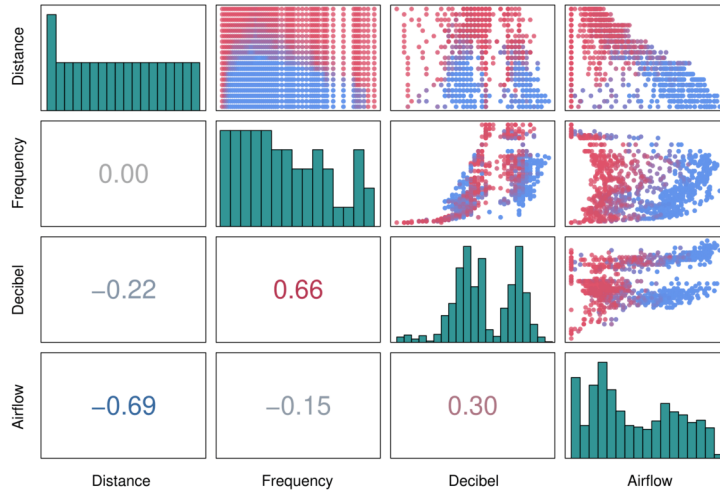 Distance
Frequency
0.00
Decibel
−0.22
0.66
Airflow
−0.69
−0.15
0.30
Distance
Frequency
Decibel
Airflow